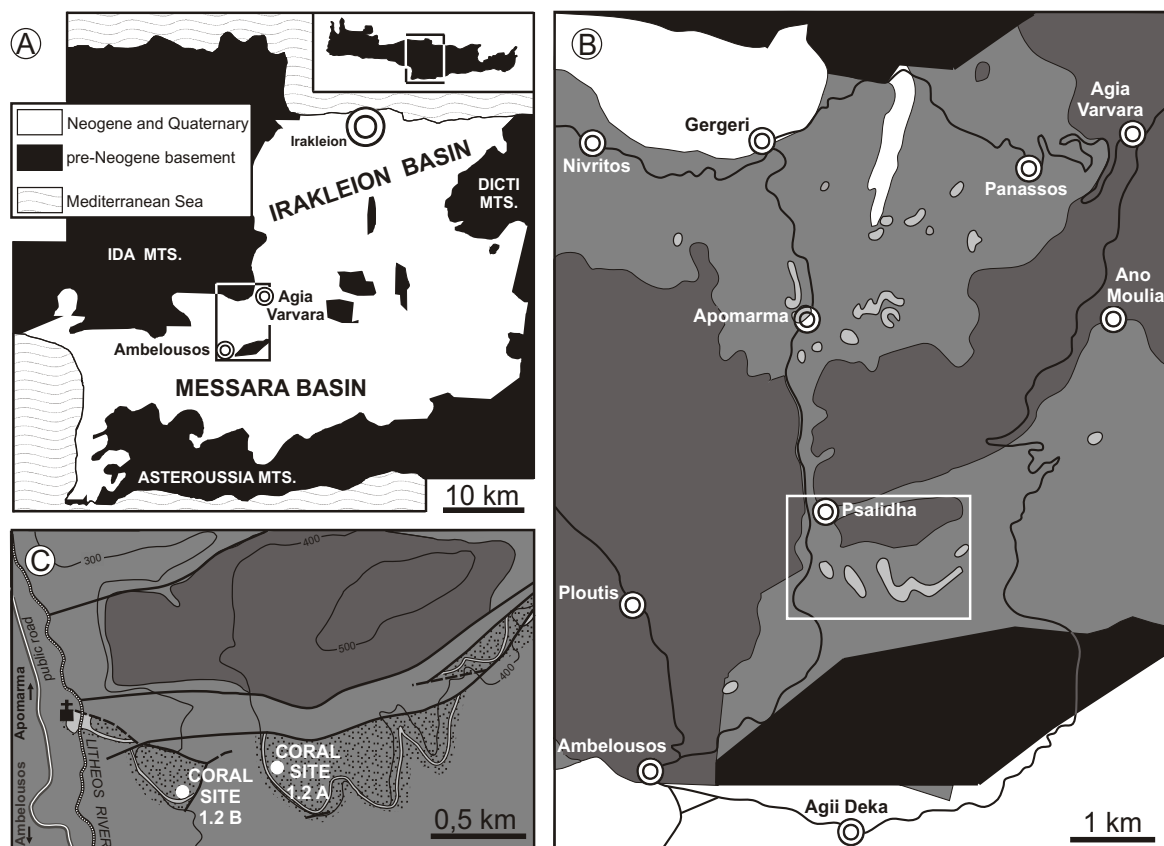 A
Neogene and Quaternary
pre-Neogene basement
Mediterranean Sea
Irakleion
IRAKLEION BASIN
DICTI
MTS.
IDA MTS.
Agia
Varvara
Ambelousos
MESSARA BASIN
ASTEROUSSIA MTS.
10 km
B
Agia
Varvara
Gergeri
Nivritos
Panassos
Ano
Moulia
Apomarma
Psalidha
Ploutis
Ambelousos
Agii Deka
1 km
C
300
400
500
400
public road
Apomarma
Ambelousos
LITHEOS RIVER
CORAL
SITE
1.2 A
CORAL
SITE
1.2 B
0,5 km